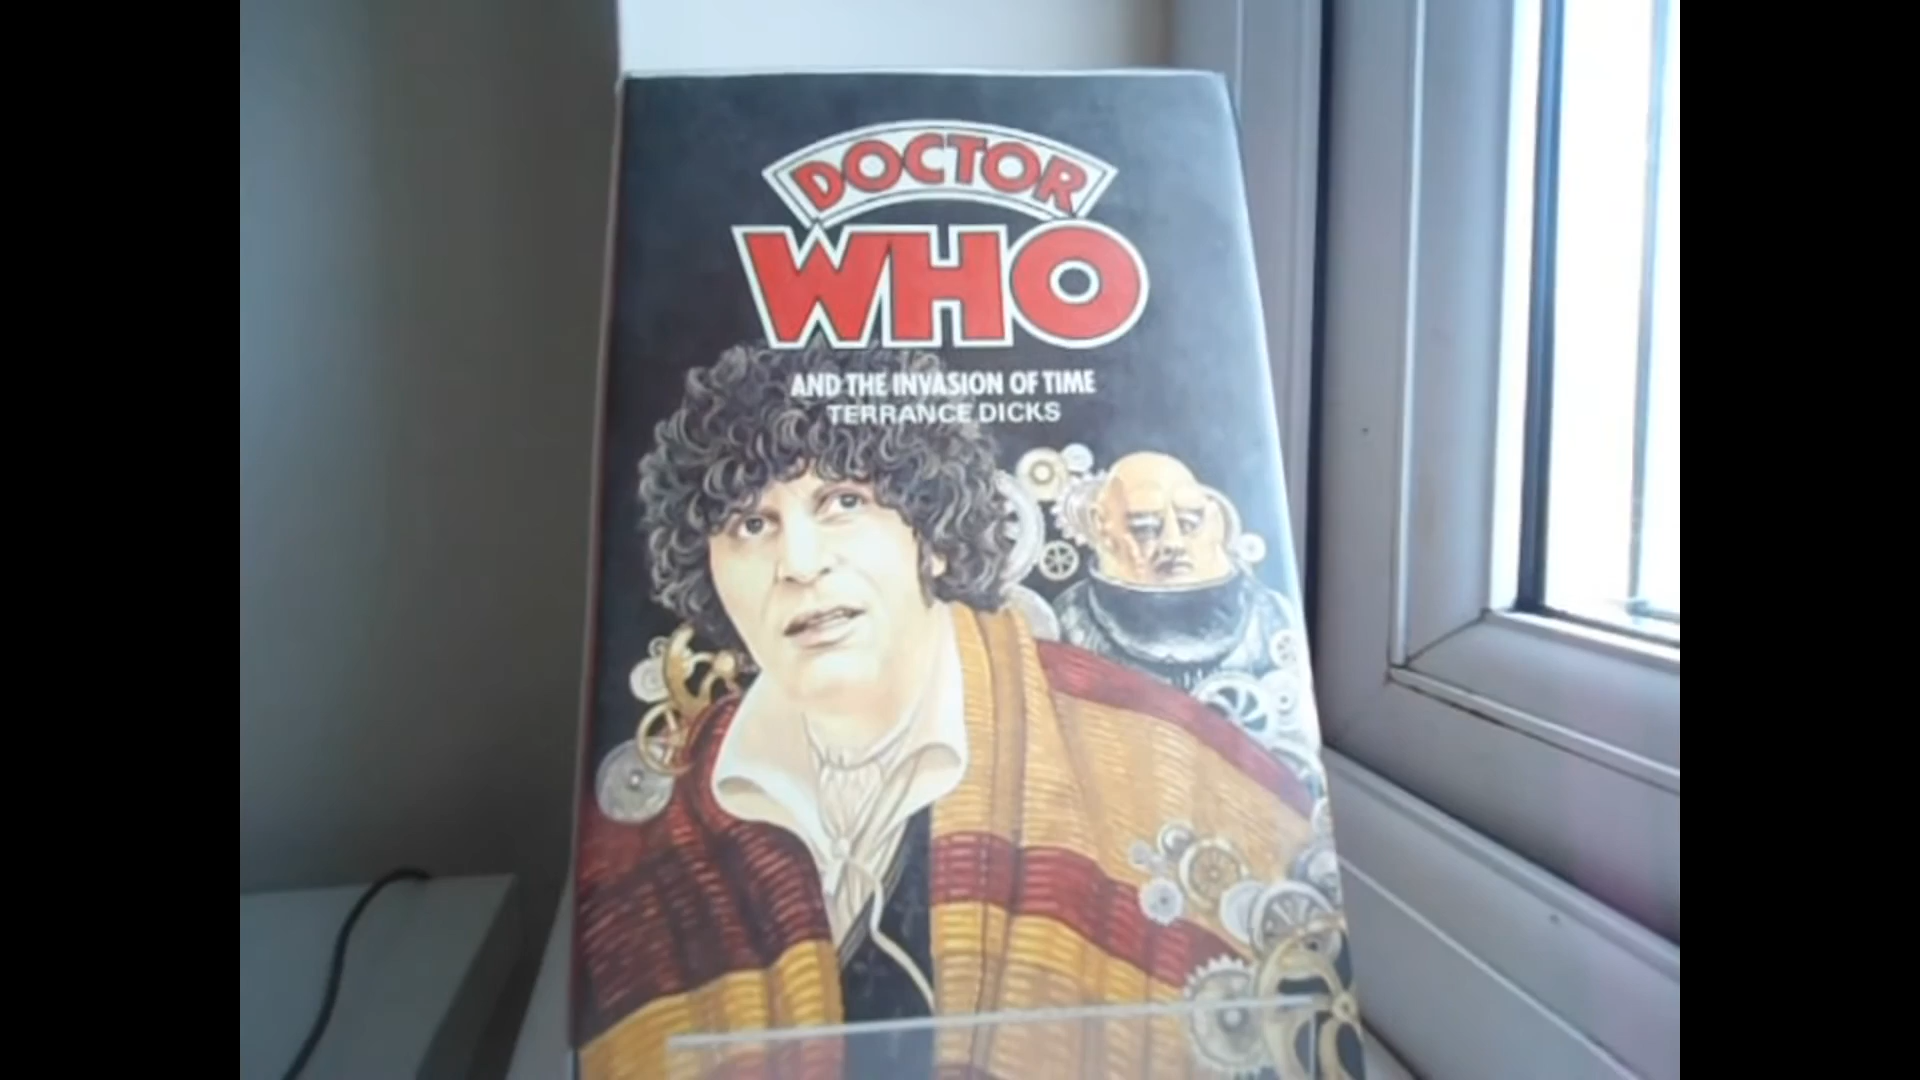 DOCTOR
WHO
AND THE INVASION OF TIME
TERRANCE DICKS